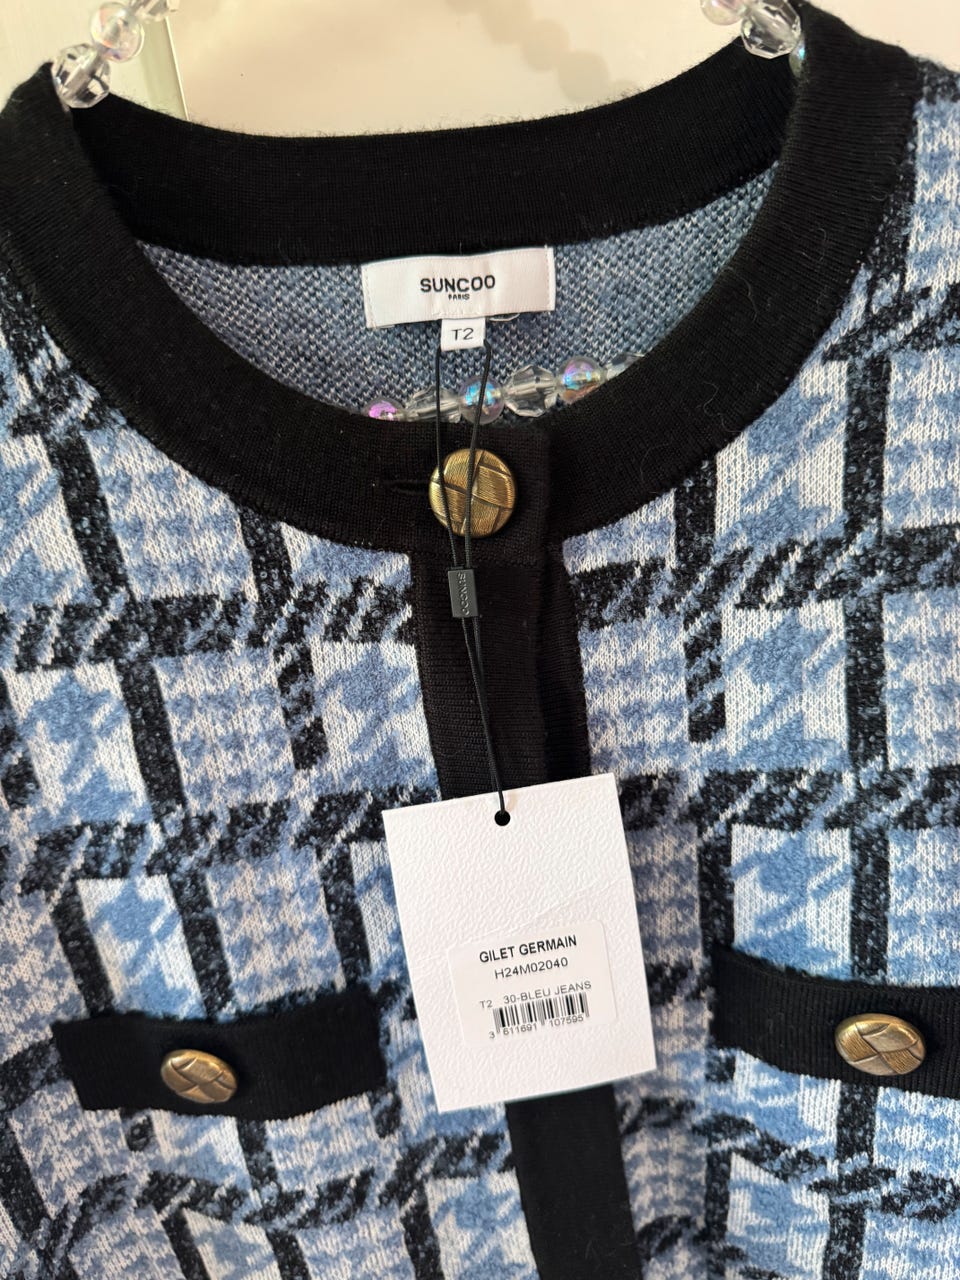 SUNCOO
PARIS
T2
SUNCOO
GILET GERMAIN
H24M02040
T2 30-BLEU JEANS
3 611691 107595